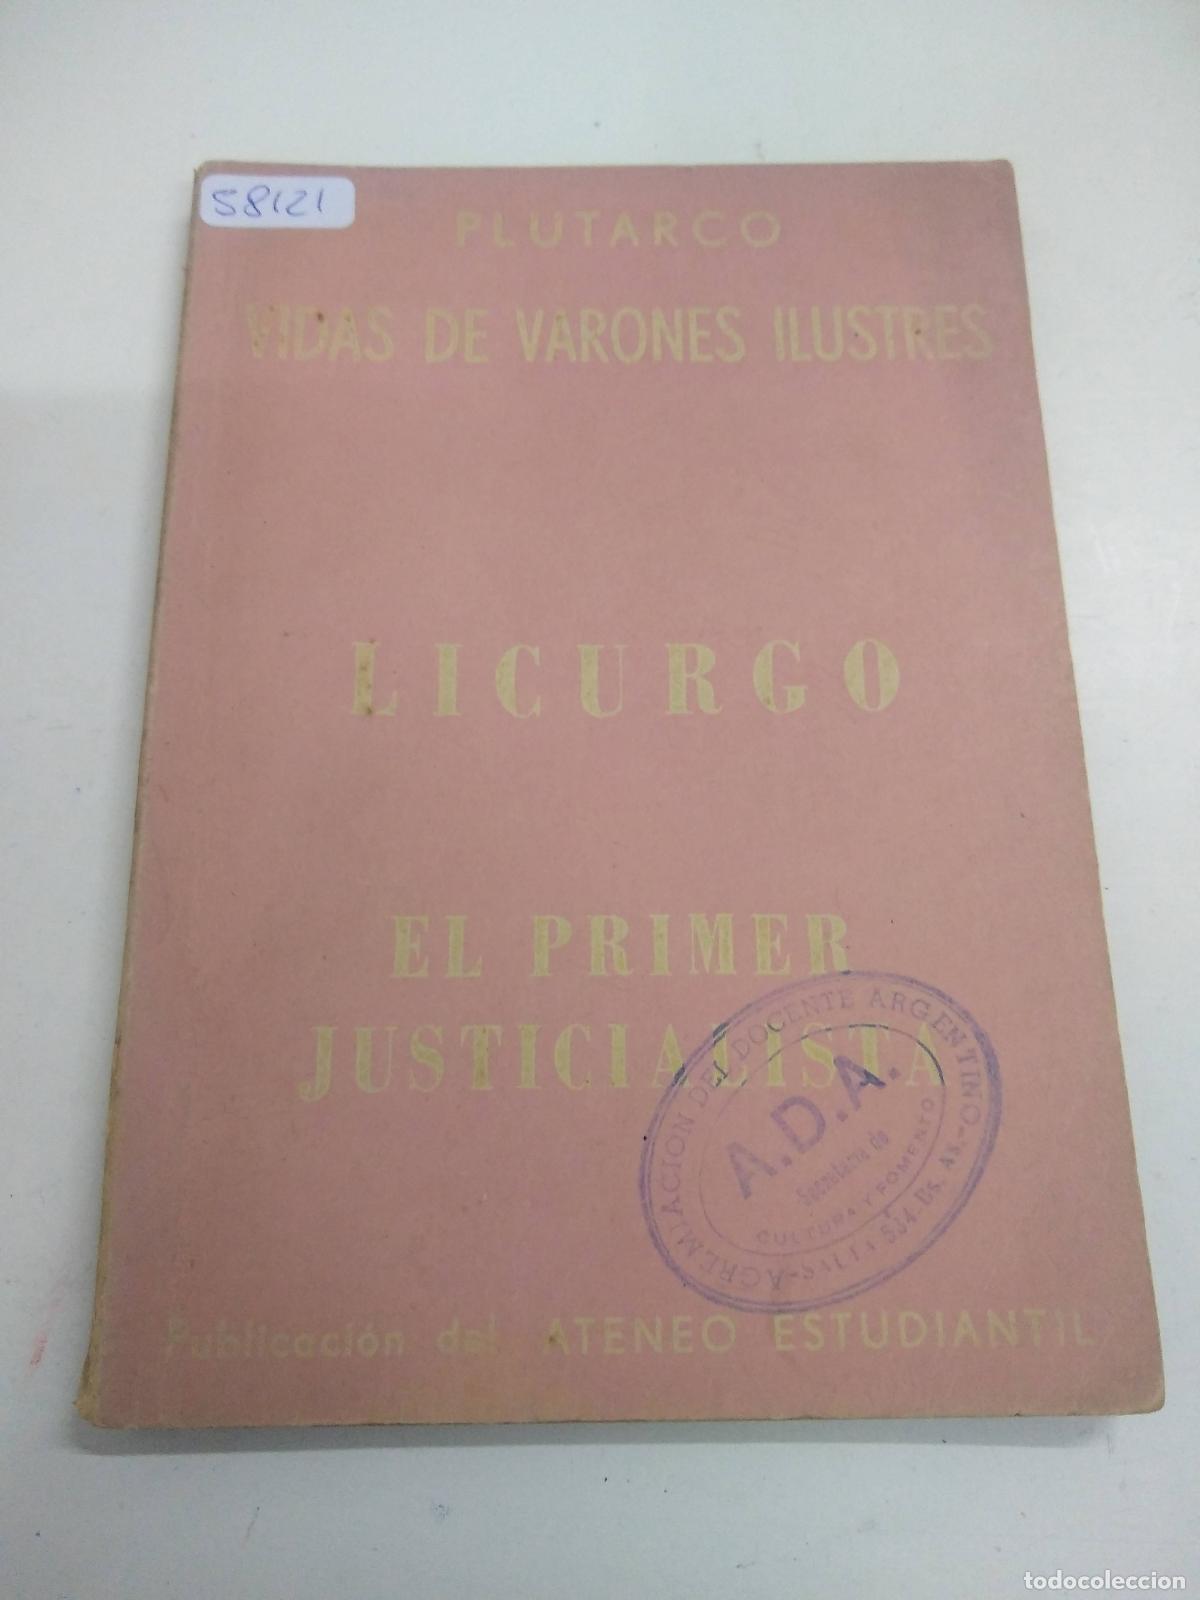 58121
PLUTARCO
VIDAS DE VARONES ILUSTRES
LICURGO
EL PRIMER
JUSTICIALISTA
AGREMIACION DEL DOCENTE ARGENTINO
A.D.A.
Secretaria de
CULTURA Y FOMENTO
SALTA 534-Bs. As.
Publicación del ATENEO ESTUDIANTIL
todocoleccion